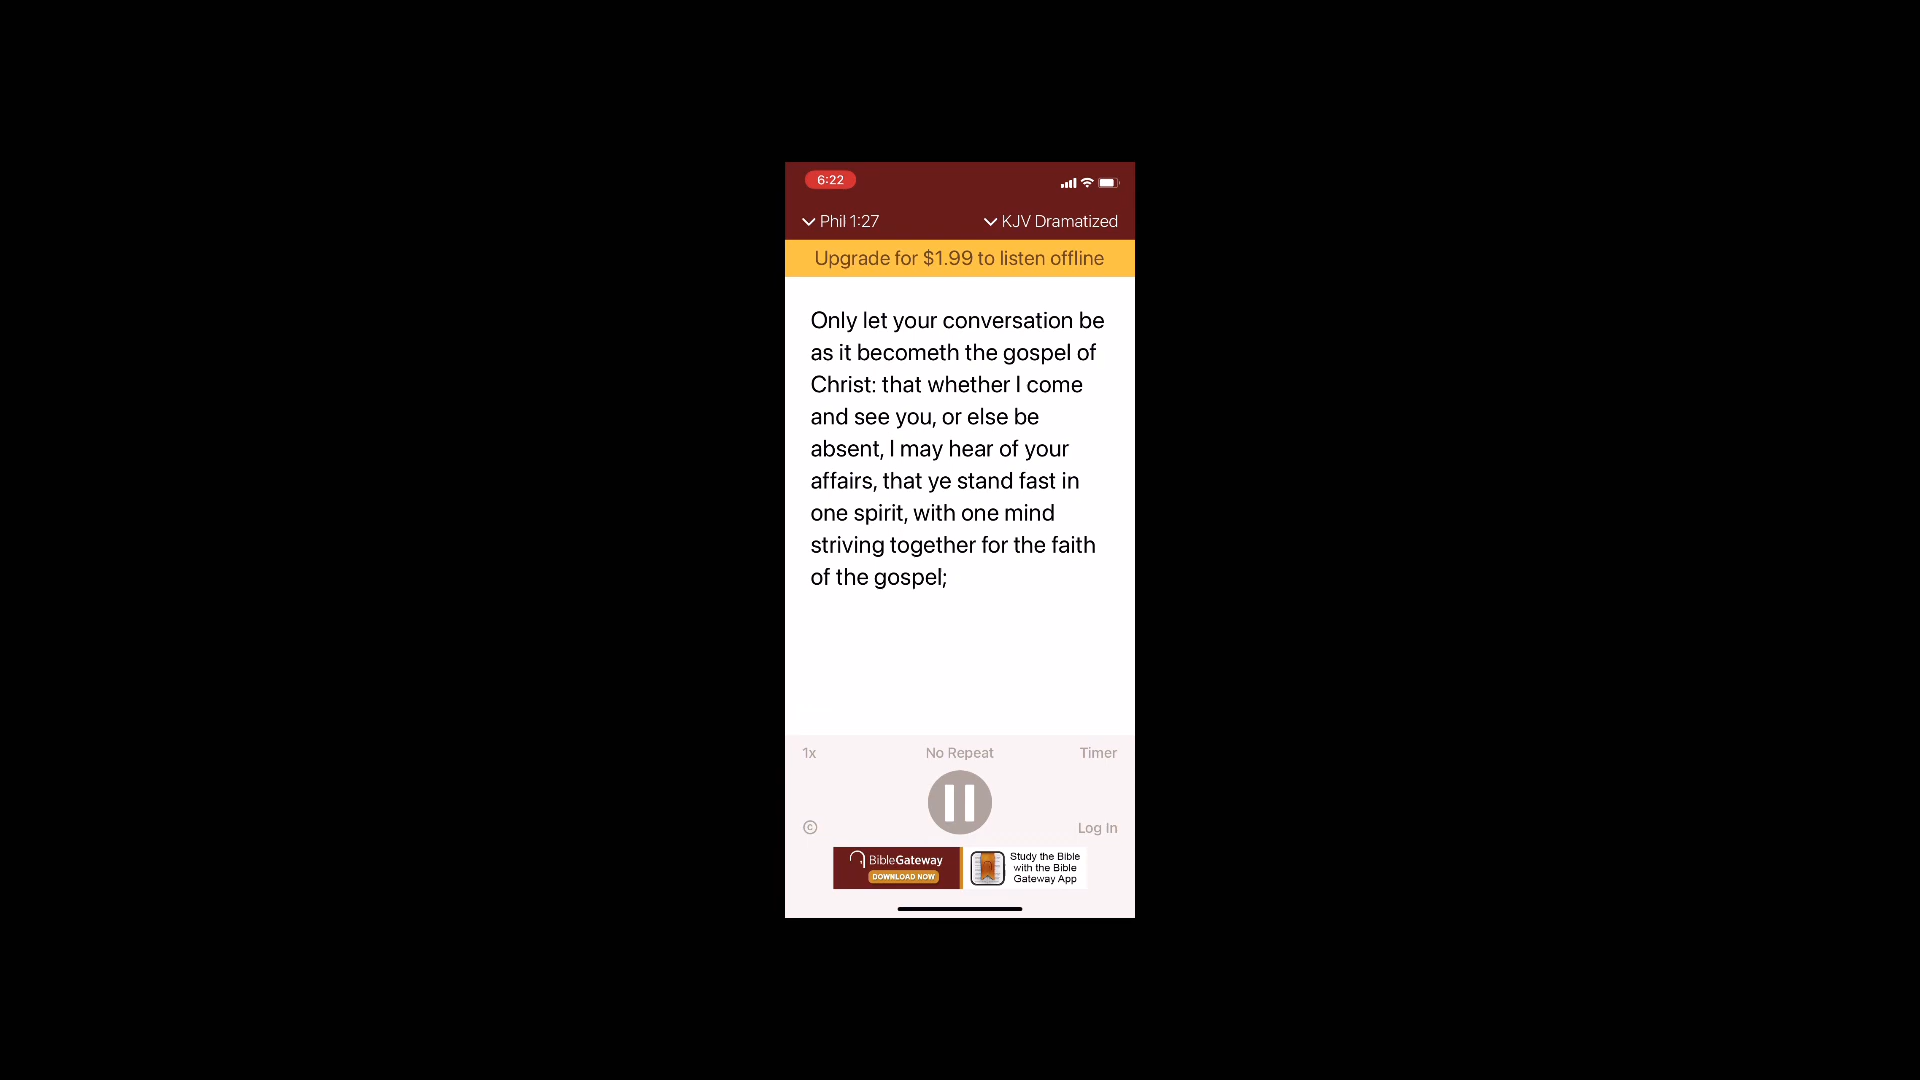 6:22
Phil 1:27
KJV Dramatized
Upgrade for $1.99 to listen offline
Only let your conversation be
as it becometh the gospel of
Christ: that whether I come
and see you, or else be
absent, I may hear of your
affairs, that ye stand fast in
one spirit, with one mind
striving together for the faith
of the gospel;
1x
No Repeat
Timer
©
Log In
BibleGateway
DOWNLOAD NOW
Study the Bible
with the Bible
Gateway App